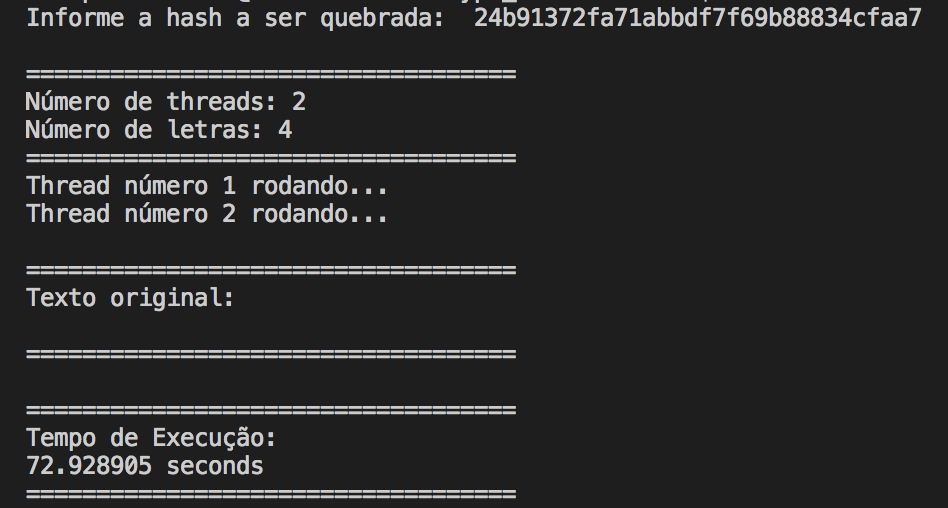 Informe a hash a ser quebrada:  24b91372fa71abbdf7f69b88834cfaa7
===================================
Número de threads: 2
Número de letras: 4
===================================
Thread número 1 rodando...
Thread número 2 rodando...
===================================
Texto original:
===================================
===================================
Tempo de Execução:
72.928905 seconds
===================================